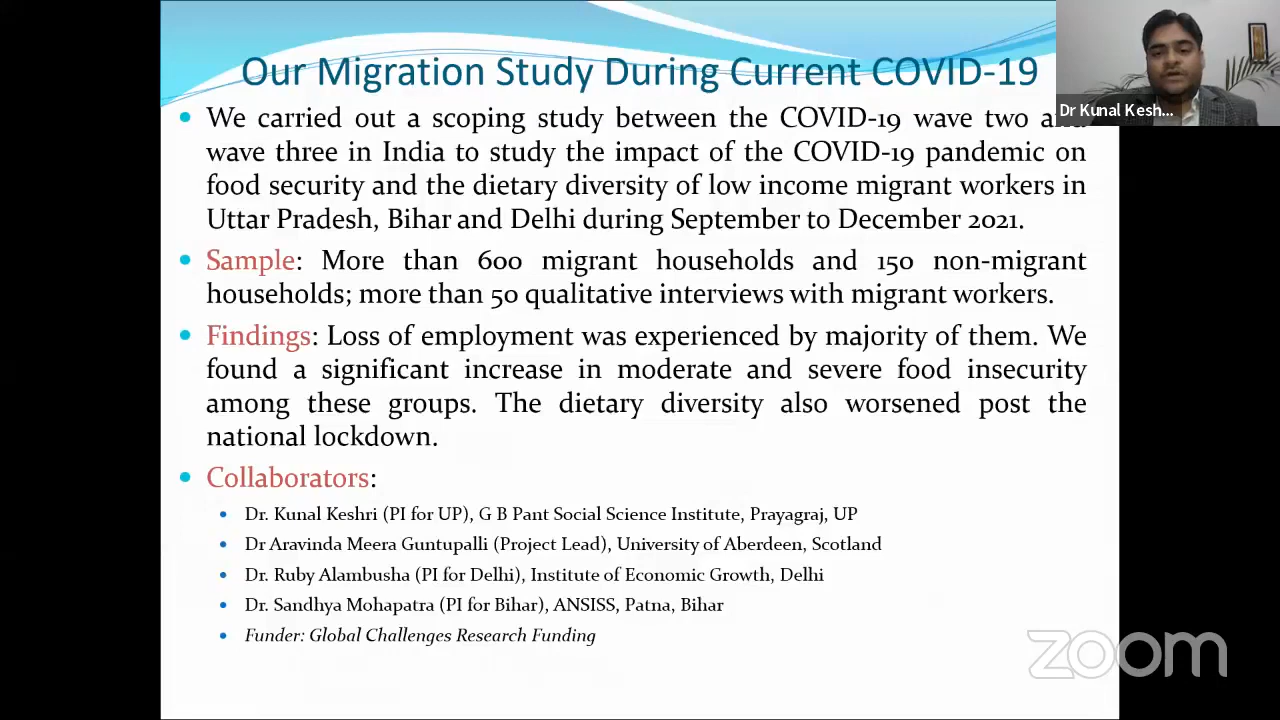 Our Migration Study During Current COVID-19
We carried out a scoping study between the COVID-19 wave two
wave three in India to study the impact of the COVID-19 pandemic on
food security and the dietary diversity of low income migrant workers in
Uttar Pradesh, Bihar and Delhi during September to December 2021.
Sample: More than 600 migrant households and 150 non-migrant
households; more than 50 qualitative interviews with migrant workers.
Findings: Loss of employment was experienced by majority of them. We
found a significant increase in moderate and severe food insecurity
among these groups. The dietary diversity also worsened post the
national lockdown.
Collaborators:
Dr. Kunal Keshri (PI for UP), G B Pant Social Science Institute, Prayagraj, UP
Dr Aravinda Meera Guntupalli (Project Lead), University of Aberdeen, Scotland
Dr. Ruby Alambusha (PI for Delhi), Institute of Economic Growth, Delhi
Dr. Sandhya Mohapatra (PI for Bihar), ANSISS, Patna, Bihar
Funder: Global Challenges Research Funding
Dr Kunal Kesh...
zoom